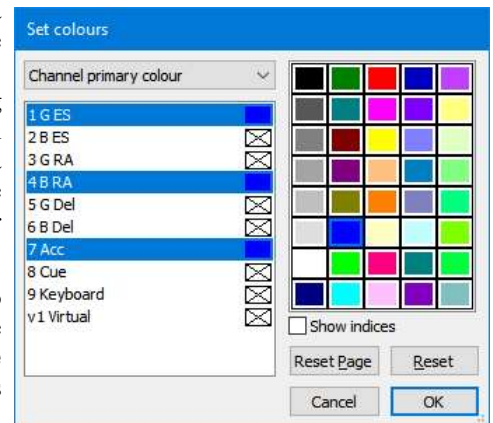 Set colours
Channel primary colour
1 G ES
2 B ES
3 G RA
4 B RA
5 G Del
6 B Del
7 Acc
8 Cue
9 Keyboard
v1 Virtual
Show indices
Reset Page Reset
Cancel OK